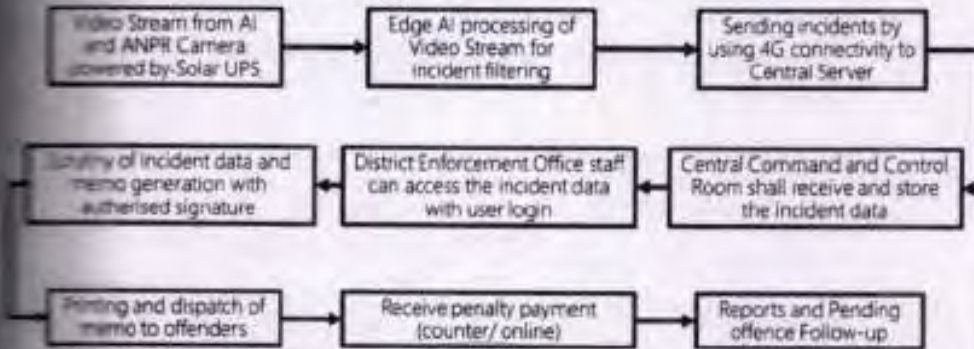 Video Stream from AI
and ANPR Camera
powered by Solar UPS
Edge AI processing of
Video Stream for
incident filtering
Sending incidents by
using 4G connectivity to
Central Server
Central Command and Control
Room shall receive and store
the incident data
District Enforcement Office staff
can access the incident data
with user login
Scrutiny of incident data and
memo generation with
autherised signature
Printing and dispatch of
memo to offenders
Receive penalty payment
(counter/ online)
Reports and Pending
offence Follow-up